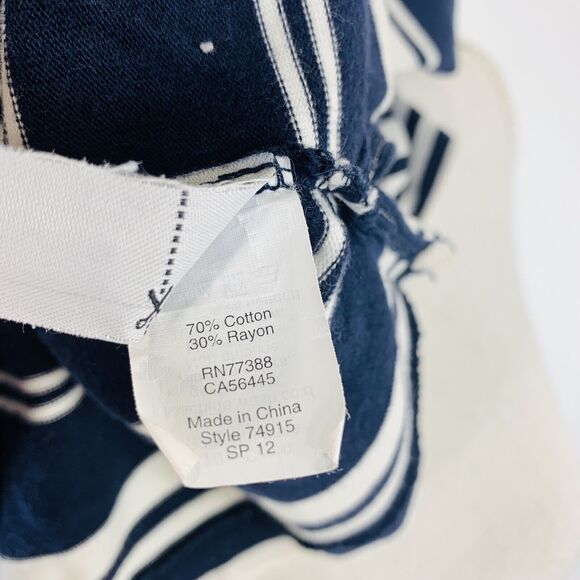 70% Cotton
30% Rayon
RN77388
CA56445
Made in China
Style 74915
SP 12